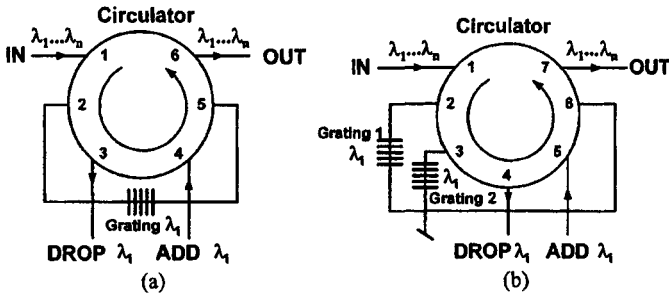 Circulator
λ1...λn
IN
1
6
λ1...λn
OUT
2
5
3
4
Grating λ1
DROP λ1
ADD λ1
(a)
Circulator
λ1...λn
IN
1
7
λ1...λn
OUT
2
6
Grating 1
λ1
3
5
4
λ1
Grating 2
DROP λ1
ADD λ1
(b)